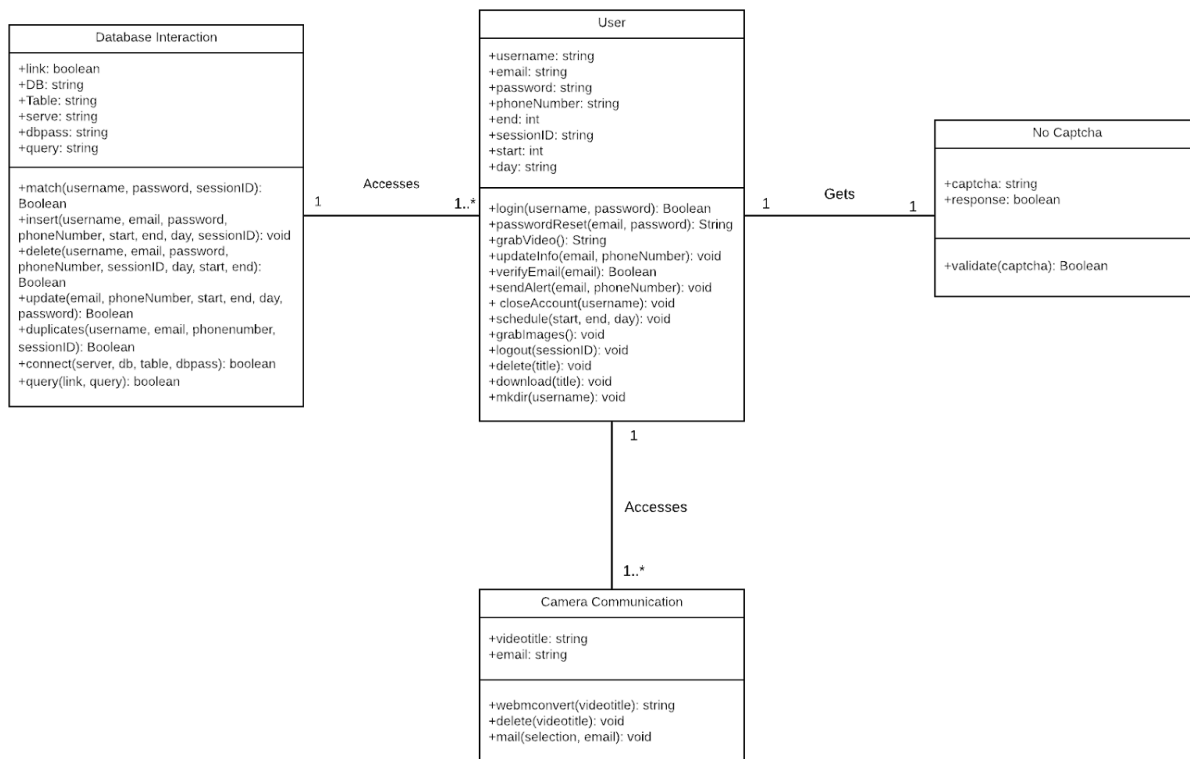 Database Interaction
+link: boolean
+DB: string
+Table: string
+serve: string
+dbpass: string
+query: string
+match(username, password, sessionID):
Boolean
+insert(username, email, password,
phoneNumber, start, end, day, sessionID): void
+delete(username, email, password,
phoneNumber, sessionID, day, start, end):
Boolean
+update(email, phoneNumber, start, end, day,
password): Boolean
+duplicates(username, email, phonenumber,
sessionID): Boolean
+connect(server, db, table, dbpass): boolean
+query(link, query): boolean
Accesses
1
1..*
User
+username: string
+email: string
+password: string
+phoneNumber: string
+end: int
+sessionID: string
+start: int
+day: string
+login(username, password): Boolean
+passwordReset(email, password): String
+grabVideo(): String
+updateInfo(email, phoneNumber): void
+verifyEmail(email): Boolean
+sendAlert(email, phoneNumber): void
+ closeAccount(username): void
+schedule(start, end, day): void
+grabImages(): void
+logout(sessionID): void
+delete(title): void
+download(title): void
+mkdir(username): void
Gets
1
1
No Captcha
+captcha: string
+response: boolean
+validate(captcha): Boolean
1
Accesses
1..*
Camera Communication
+videotitle: string
+email: string
+webmconvert(videotitle): string
+delete(videotitle): void
+mail(selection, email): void